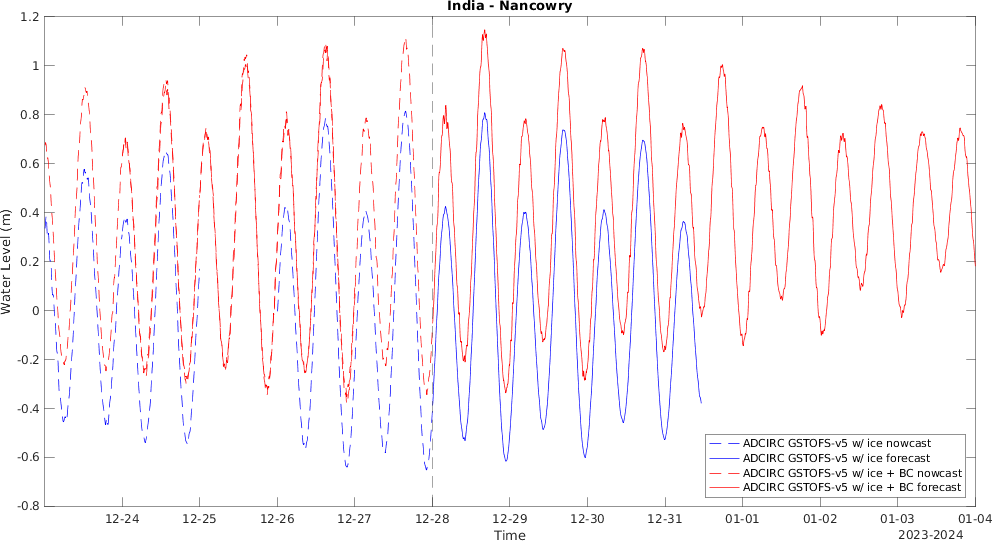 India - Nancowry
1.2
1
0.8
0.6
0.4
0.2
0
-0.2
-0.4
-0.6
-0.8
Water Level (m)
ADCIRC GSTOFS-v5 w/ ice nowcast
ADCIRC GSTOFS-v5 w/ ice forecast
ADCIRC GSTOFS-v5 w/ ice + BC nowcast
ADCIRC GSTOFS-v5 w/ ice + BC forecast
12-24 12-25 12-26 12-27 12-28 12-29 12-30 12-31 01-01 01-02 01-03 01-04
Time
2023-2024